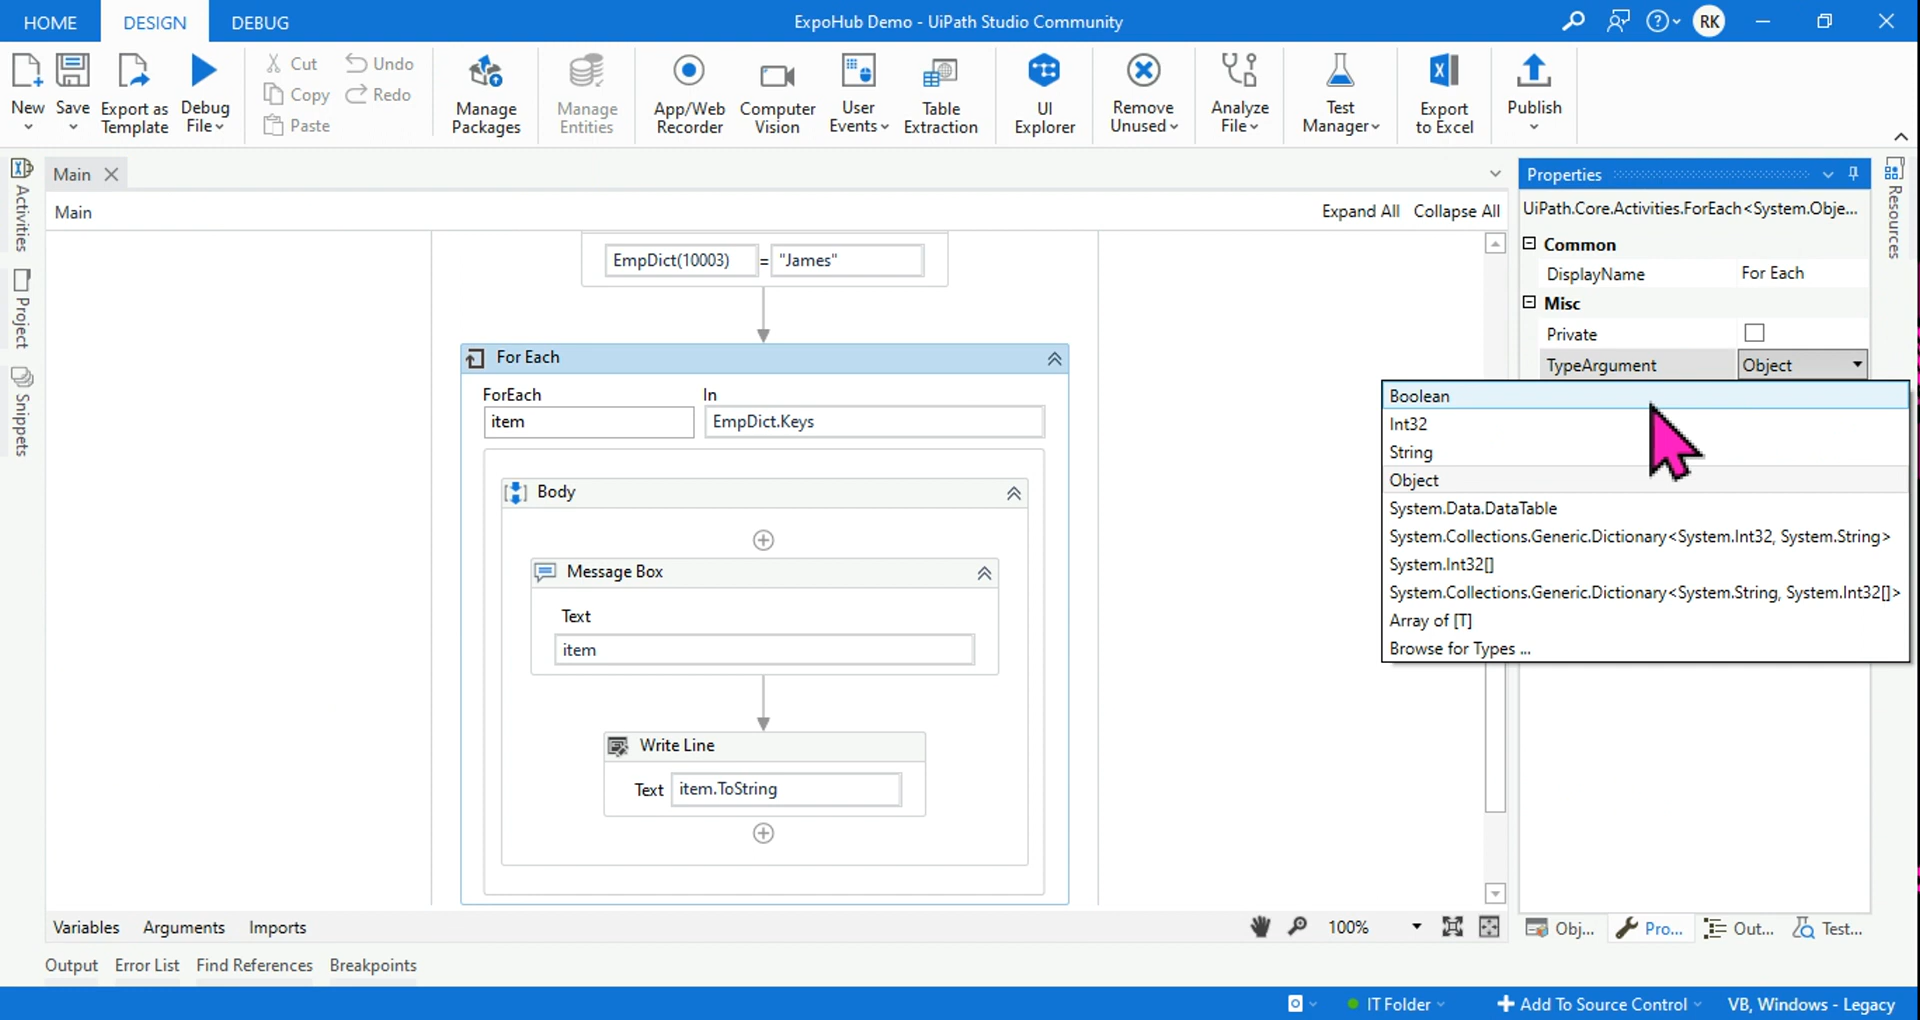 HOME DESIGN DEBUG ExpoHub Demo - UiPath Studio Community RK
New Save Export as Template Debug File Cut Copy Paste Undo Redo Manage Packages Manage Entities App/Web Recorder Computer Vision User Events Table Extraction UI Explorer Remove Unused Analyze File Test Manager Export to Excel Publish
Activities
Project
Snippets
Main
Main Expand All Collapse All
EmpDict(10003) = "James"
For Each
ForEach In
item EmpDict.Keys
Body
Message Box
Text
item
Write Line
Text item.ToString
Properties
Resources
UiPath.Core.Activities.ForEach<System.Obje...
Common
DisplayName For Each
Misc
Private
TypeArgument Object
Boolean
Int32
String
Object
System.Data.DataTable
System.Collections.Generic.Dictionary<System.Int32, System.String>
System.Int32[]
System.Collections.Generic.Dictionary<System.String, System.Int32[]>
Array of [T]
Browse for Types ...
Variables Arguments Imports 100% Obj... Pro... Out... Test...
Output Error List Find References Breakpoints
IT Folder Add To Source Control VB, Windows - Legacy